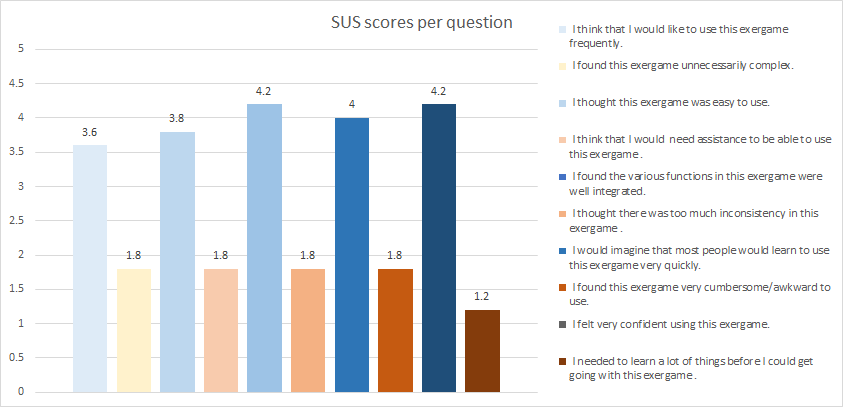 SUS scores per question
5
4.5
4
3.5
3
2.5
2
1.5
1
0.5
0
3.6
1.8
3.8
1.8
4.2
1.8
4
1.8
4.2
1.2
I think that I would like to use this exergame
frequently.
I found this exergame unnecessarily complex.
I thought this exergame was easy to use.
I think that I would need assistance to be able to use
this exergame .
I found the various functions in this exergame were
well integrated.
I thought there was too much inconsistency in this
exergame .
I would imagine that most people would learn to use
this exergame very quickly.
I found this exergame very cumbersome/awkward to
use.
I felt very confident using this exergame.
I needed to learn a lot of things before I could get
going with this exergame .